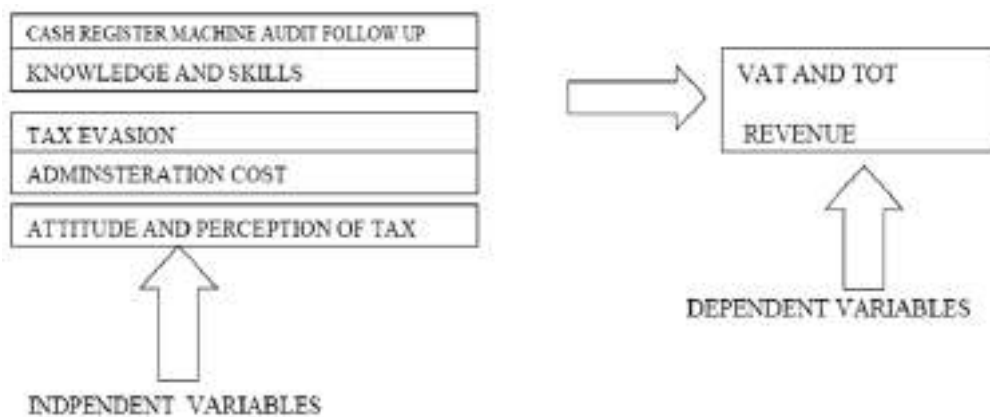 CASH REGISTER MACHINE AUDIT FOLLOW UP
KNOWLEDGE AND SKILLS
TAX EVASION
ADMINSTERATION COST
ATTITUDE AND PERCEPTION OF TAX
INDPENDENT VARIABLES
VAT AND TOT
REVENUE
DEPENDENT VARIABLES